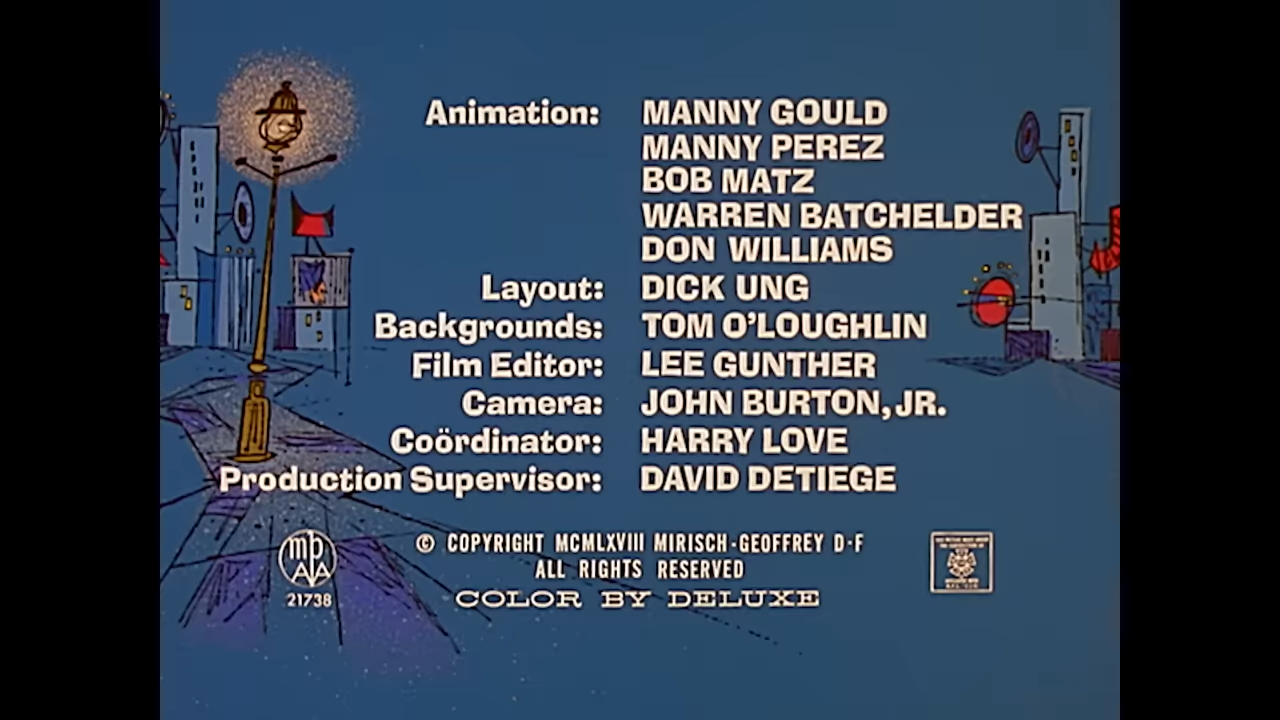 Animation: MANNY GOULD
MANNY PEREZ
BOB MATZ
WARREN BATCHELDER
DON WILLIAMS
Layout: DICK UNG
Backgrounds: TOM O'LOUGHLIN
Film Editor: LEE GUNTHER
Camera: JOHN BURTON, JR.
Coördinator: HARRY LOVE
Production Supervisor: DAVID DETIEGE
© COPYRIGHT MCMLXVIII MIRISCH-GEOFFREY D-F
ALL RIGHTS RESERVED
COLOR BY DELUXE
mpAA
21738